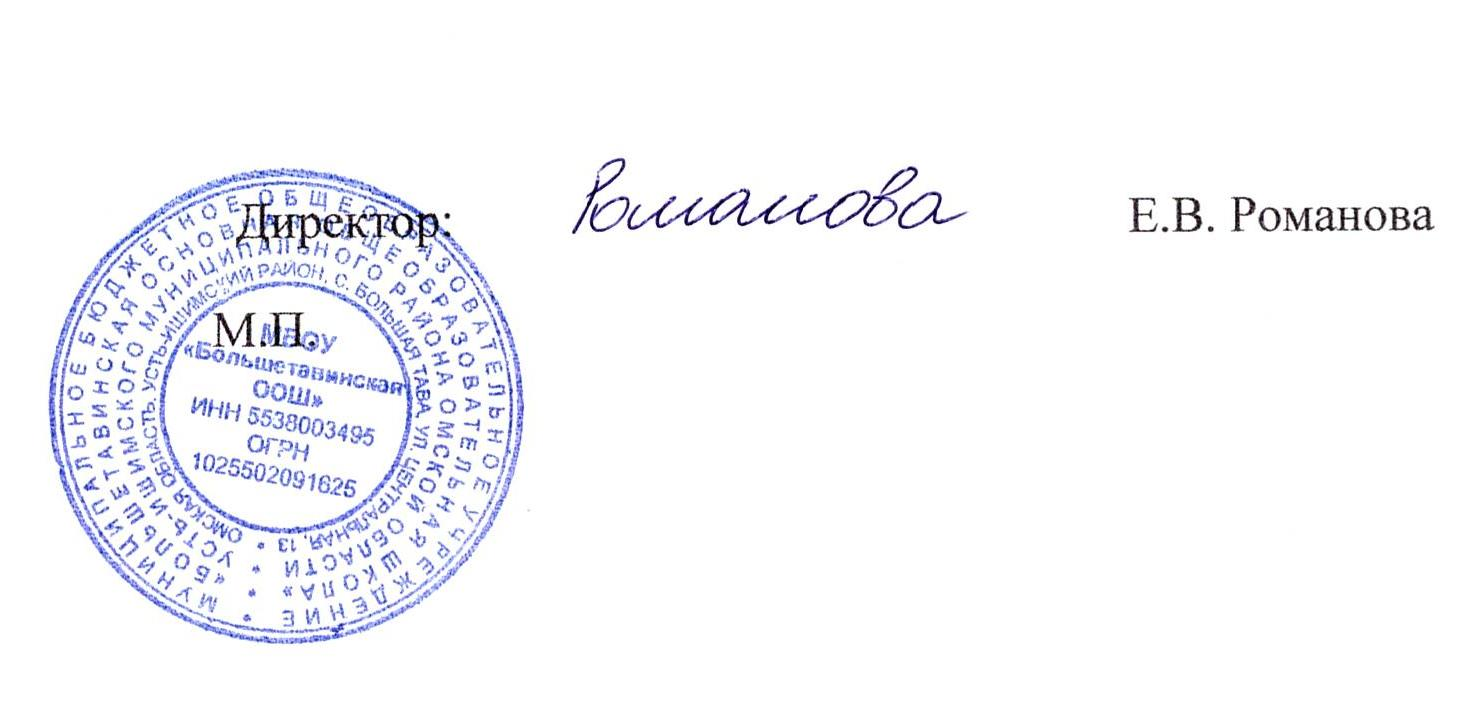 Директор: Романова Е.В. Романова
М.П.
МУНИЦИПАЛЬНОЕ БЮДЖЕТНОЕ ОБЩЕОБРАЗОВАТЕЛЬНОЕ УЧРЕЖДЕНИЕ *
«БОЛЬШЕТАВИНСКАЯ ОСНОВНАЯ ОБЩЕОБРАЗОВАТЕЛЬНАЯ ШКОЛА» *
УСТЬ-ИШИМСКОГО МУНИЦИПАЛЬНОГО РАЙОНА ОМСКОЙ ОБЛАСТИ *
ОМСКАЯ ОБЛАСТЬ, УСТЬ-ИШИМСКИЙ РАЙОН, С. БОЛЬШАЯ ТАВА, УЛ. ЦЕНТРАЛЬНАЯ, 13 *
МБОУ
«Большетавинская
ООШ»
ИНН 5538003495
ОГРН
1025502091625